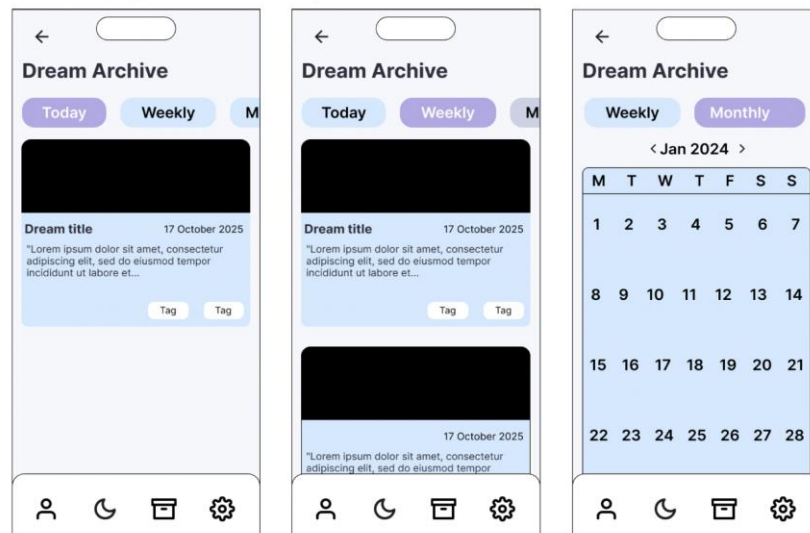 Dream Archive
Today Weekly M
Dream title 17 October 2025
"Lorem ipsum dolor sit amet, consectetur
adipiscing elit, sed do eiusmod tempor
incididunt ut labore et...
Tag Tag
Dream Archive
Today Weekly M
Dream title 17 October 2025
"Lorem ipsum dolor sit amet, consectetur
adipiscing elit, sed do eiusmod tempor
incididunt ut labore et...
Tag Tag
17 October 2025
"Lorem ipsum dolor sit amet, consectetur
adipiscing elit, sed do eiusmod tempor
Dream Archive
Weekly Monthly
< Jan 2024 >
M T W T F S S
1 2 3 4 5 6 7
8 9 10 11 12 13 14
15 16 17 18 19 20 21
22 23 24 25 26 27 28